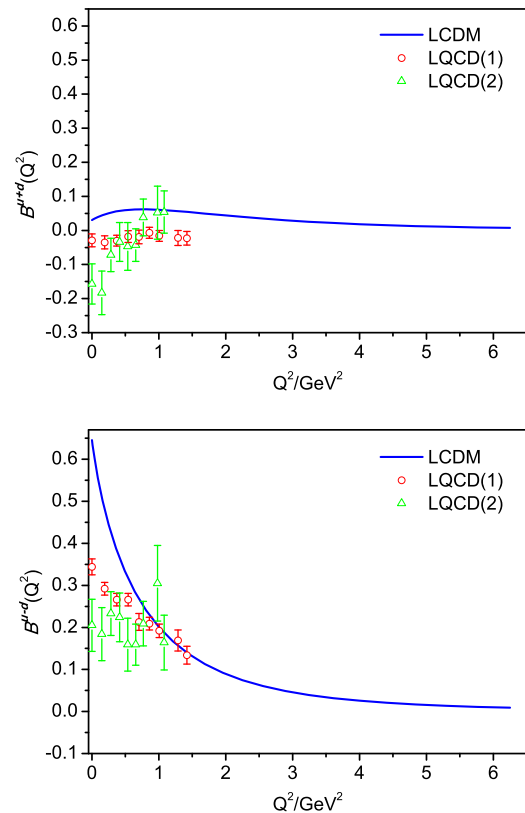 0.6
0.5
0.4
0.3
0.2
0.1
0.0
-0.1
-0.2
-0.3
B^{u+d}(Q^2)
LCDM
LQCD(1)
LQCD(2)
0 1 2 3 4 5 6
Q^2/GeV^2
0.6
0.5
0.4
0.3
0.2
0.1
0.0
-0.1
B^{u-d}(Q^2)
LCDM
LQCD(1)
LQCD(2)
0 1 2 3 4 5 6
Q^2/GeV^2